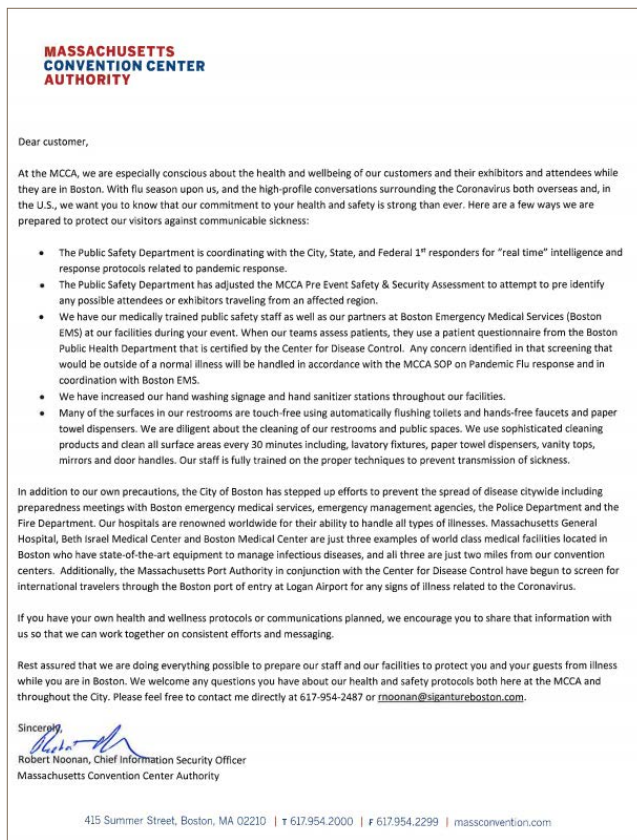 MASSACHUSETTS
CONVENTION CENTER
AUTHORITY
Dear customer,
At the MCCA, we are especially conscious about the health and wellbeing of our customers and their exhibitors and attendees while
they are in Boston. With flu season upon us, and the high-profile conversations surrounding the Coronavirus both overseas and, in
the U.S., we want you to know that our commitment to your health and safety is strong than ever. Here are a few ways we are
prepared to protect our visitors against communicable sickness:
• The Public Safety Department is coordinating with the City, State, and Federal 1st responders for "real time" intelligence and
response protocols related to pandemic response.
• The Public Safety Department has adjusted the MCCA Pre Event Safety & Security Assessment to attempt to pre identify
any possible attendees or exhibitors traveling from an affected region.
• We have our medically trained public safety staff as well as our partners at Boston Emergency Medical Services (Boston
EMS) at our facilities during your event. When our teams assess patients, they use a patient questionnaire from the Boston
Public Health Department that is certified by the Center for Disease Control. Any concern identified in that screening that
would be outside of a normal illness will be handled in accordance with the MCCA SOP on Pandemic Flu response and in
coordination with Boston EMS.
• We have increased our hand washing signage and hand sanitizer stations throughout our facilities.
• Many of the surfaces in our restrooms are touch-free using automatically flushing toilets and hands-free faucets and paper
towel dispensers. We are diligent about the cleaning of our restrooms and public spaces. We use sophisticated cleaning
products and clean all surface areas every 30 minutes including, lavatory fixtures, paper towel dispensers, vanity tops,
mirrors and door handles. Our staff is fully trained on the proper techniques to prevent transmission of sickness.
In addition to our own precautions, the City of Boston has stepped up efforts to prevent the spread of disease citywide including
preparedness meetings with Boston emergency medical services, emergency management agencies, the Police Department and the
Fire Department. Our hospitals are renowned worldwide for their ability to handle all types of illnesses. Massachusetts General
Hospital, Beth Israel Medical Center and Boston Medical Center are just three examples of world class medical facilities located in
Boston who have state-of-the-art equipment to manage infectious diseases, and all three are just two miles from our convention
centers. Additionally, the Massachusetts Port Authority in conjunction with the Center for Disease Control have begun to screen for
international travelers through the Boston port of entry at Logan Airport for any signs of illness related to the Coronavirus.
If you have your own health and wellness protocols or communications planned, we encourage you to share that information with
us so that we can work together on consistent efforts and messaging.
Rest assured that we are doing everything possible to prepare our staff and our facilities to protect you and your guests from illness
while you are in Boston. We welcome any questions you have about our health and safety protocols both here at the MCCA and
throughout the City. Please feel free to contact me directly at 617-954-2487 or rnoonan@sigantureboston.com.
Sincerely,
Robert Noonan, Chief Information Security Officer
Massachusetts Convention Center Authority
415 Summer Street, Boston, MA 02210 | T 617.954.2000 | F 617.954.2299 | massconvention.com